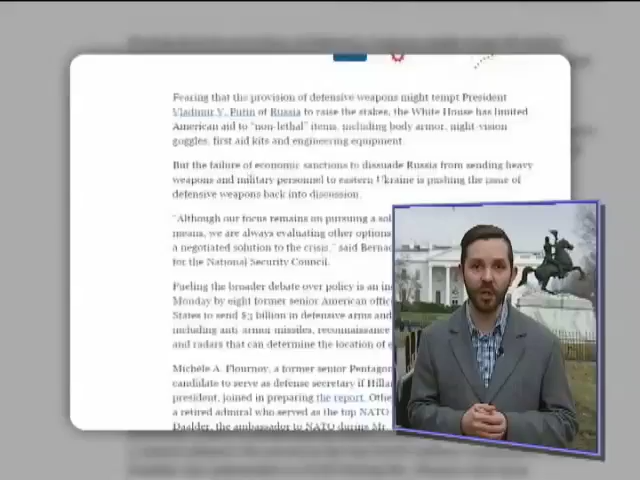 Fearing that the provision of defensive weapons might tempt President
Vladimir V. Putin of Russia to raise the stakes, the White House has limited
American aid to "non-lethal" items, including body armor, night-vision
goggles, first aid kits and engineering equipment.
But the failure of economic sanctions to dissuade Russia from sending heavy
weapons and military personnel to eastern Ukraine is pushing the issue of
defensive weapons back into discussion.
"Although our focus remains on pursuing a sol
means, we are always evaluating other options
a negotiated solution to the crisis," said Bernad
for the National Security Council.
Fueling the broader debate over policy is an in
Monday by eight former senior American offic
States to send $3 billion in defensive arms and
including anti-armor missiles, reconnaissance
and radars that can determine the location of e
Michèle A. Flournoy, a former senior Pentagon
candidate to serve as defense secretary if Hillar
president, joined in preparing the report. Othe
a retired admiral who served as the top NATO
Daalder, the ambassador to NATO during Mr.